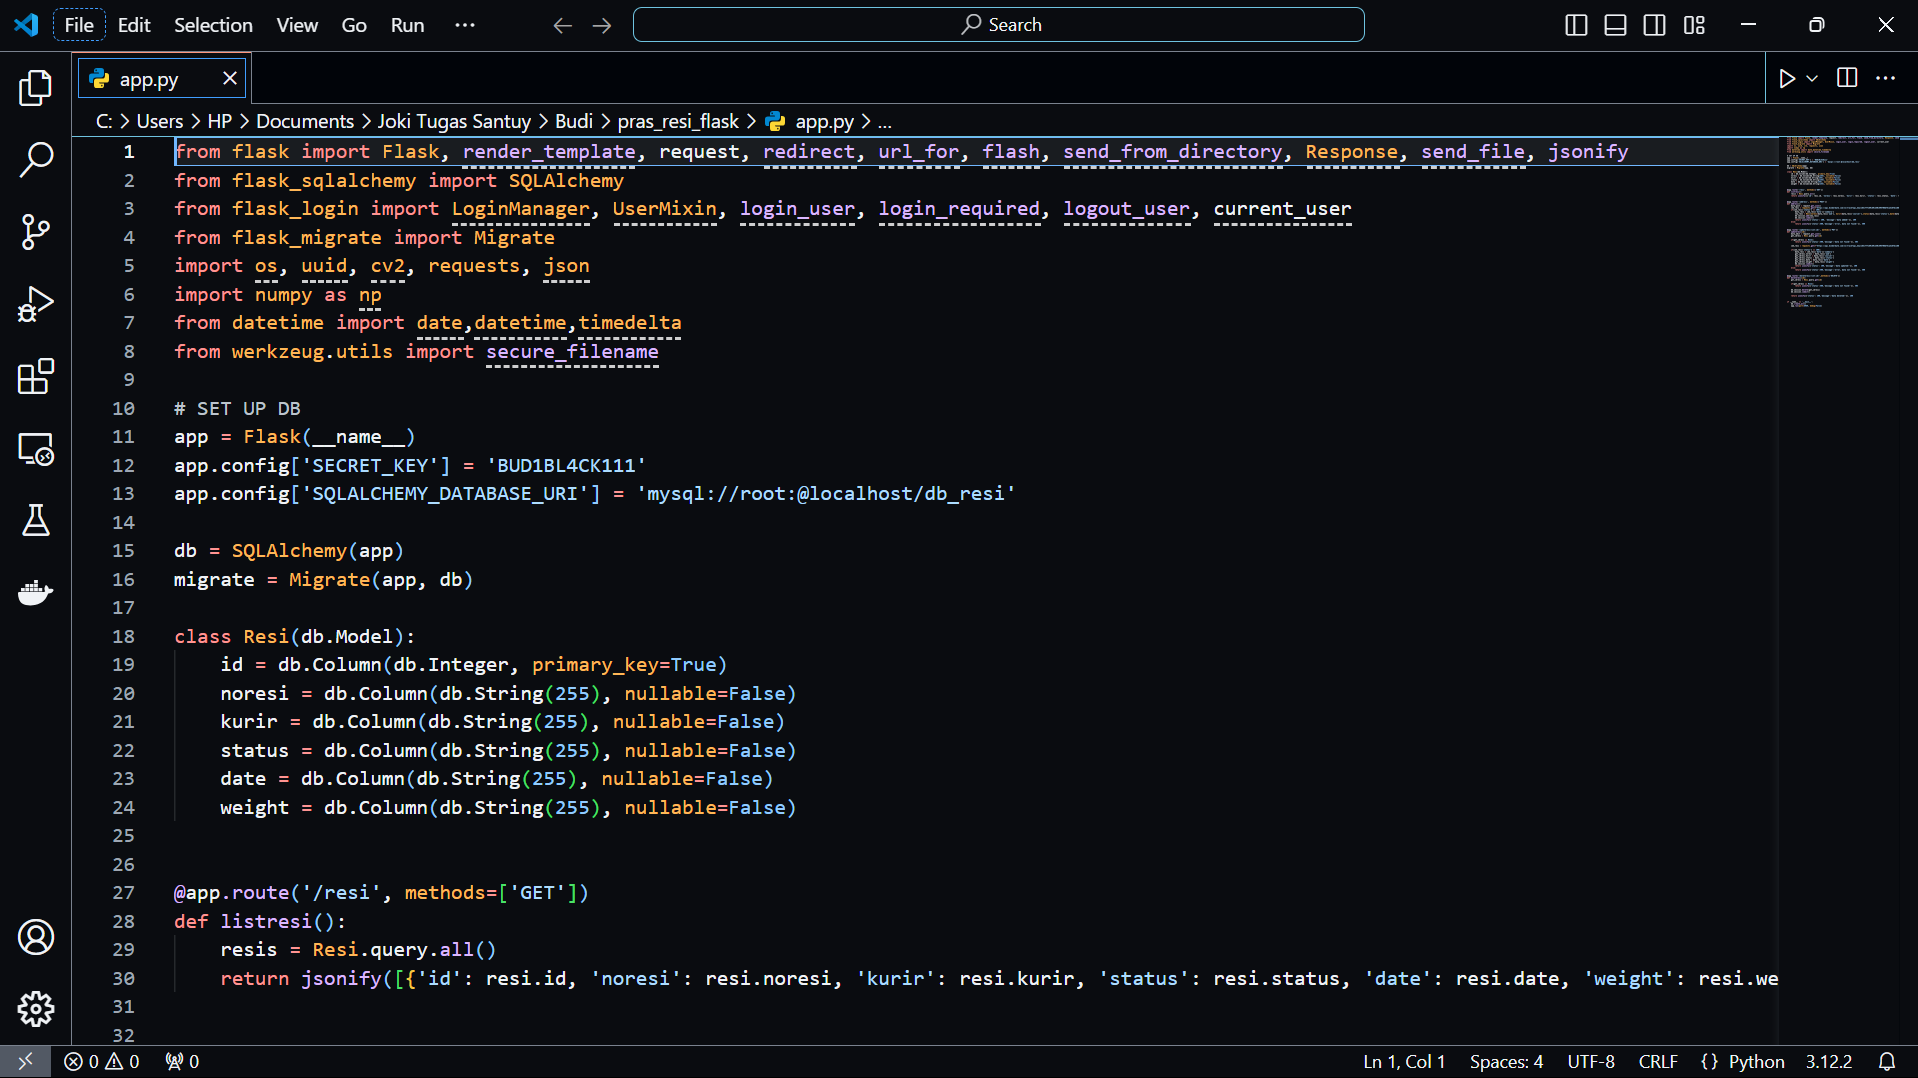 File Edit Selection View Go Run ··· Search
app.py
C: > Users > HP > Documents > Joki Tugas Santuy > Budi > pras_resi_flask > app.py > ...
1 from flask import Flask, render_template, request, redirect, url_for, flash, send_from_directory, Response, send_file, jsonify
2 from flask_sqlalchemy import SQLAlchemy
3 from flask_login import LoginManager, UserMixin, login_user, login_required, logout_user, current_user
4 from flask_migrate import Migrate
5 import os, uuid, cv2, requests, json
6 import numpy as np
7 from datetime import date,datetime,timedelta
8 from werkzeug.utils import secure_filename
9
10 # SET UP DB
11 app = Flask(__name__)
12 app.config['SECRET_KEY'] = 'BUD1BL4CK111'
13 app.config['SQLALCHEMY_DATABASE_URI'] = 'mysql://root:@localhost/db_resi'
14
15 db = SQLAlchemy(app)
16 migrate = Migrate(app, db)
17
18 class Resi(db.Model):
19     id = db.Column(db.Integer, primary_key=True)
20     noresi = db.Column(db.String(255), nullable=False)
21     kurir = db.Column(db.String(255), nullable=False)
22     status = db.Column(db.String(255), nullable=False)
23     date = db.Column(db.String(255), nullable=False)
24     weight = db.Column(db.String(255), nullable=False)
25
26
27 @app.route('/resi', methods=['GET'])
28 def listresi():
29     resis = Resi.query.all()
30     return jsonify([{'id': resi.id, 'noresi': resi.noresi, 'kurir': resi.kurir, 'status': resi.status, 'date': resi.date, 'weight': resi.we
31
32
0 0 0 Ln 1, Col 1 Spaces: 4 UTF-8 CRLF {} Python 3.12.2